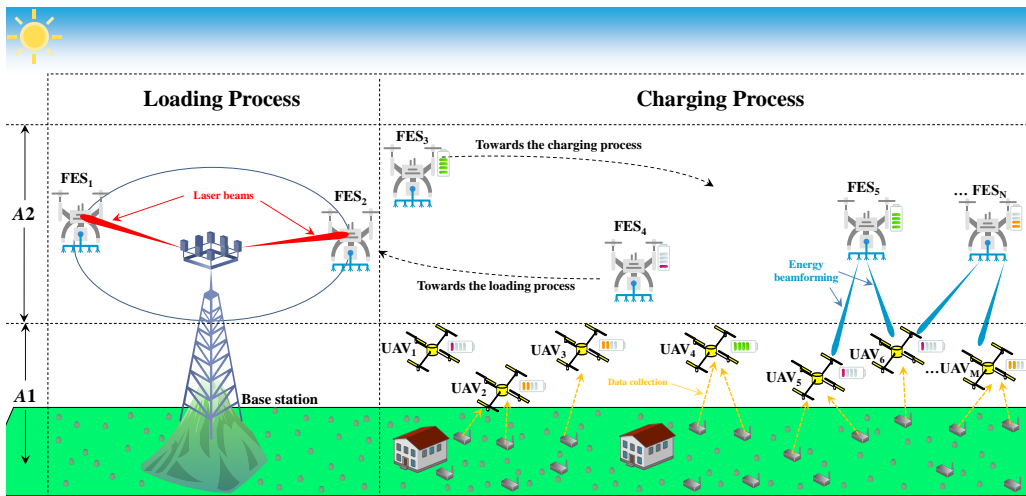 Loading Process
Charging Process
FES3
Towards the charging process
FES1
FES2
Laser beams
FES5
... FESN
A2
FES4
Energy
beamforming
Towards the loading process
UAV1
UAV3
UAV4
UAV6
UAV2
UAV5
...UAVM
Data collection
A1
Base station